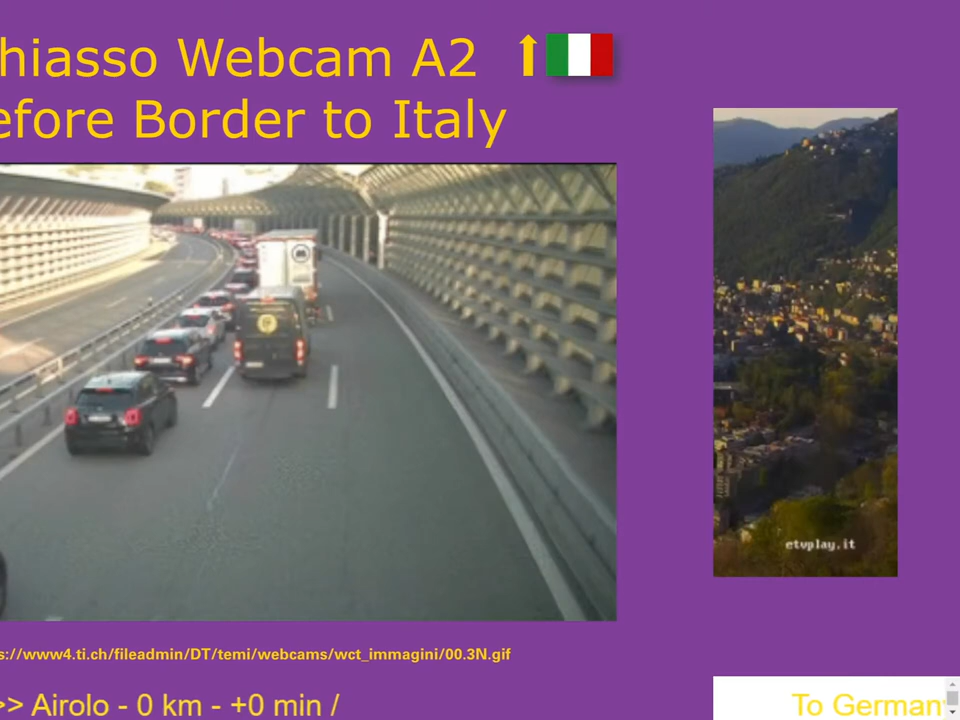 hiasso Webcam A2
efore Border to Italy
etvplay.it
s://www4.ti.ch/fileadmin/DT/temi/webcams/wct_immagini/00.3N.gif
>> Airolo - 0 km - +0 min /
To German